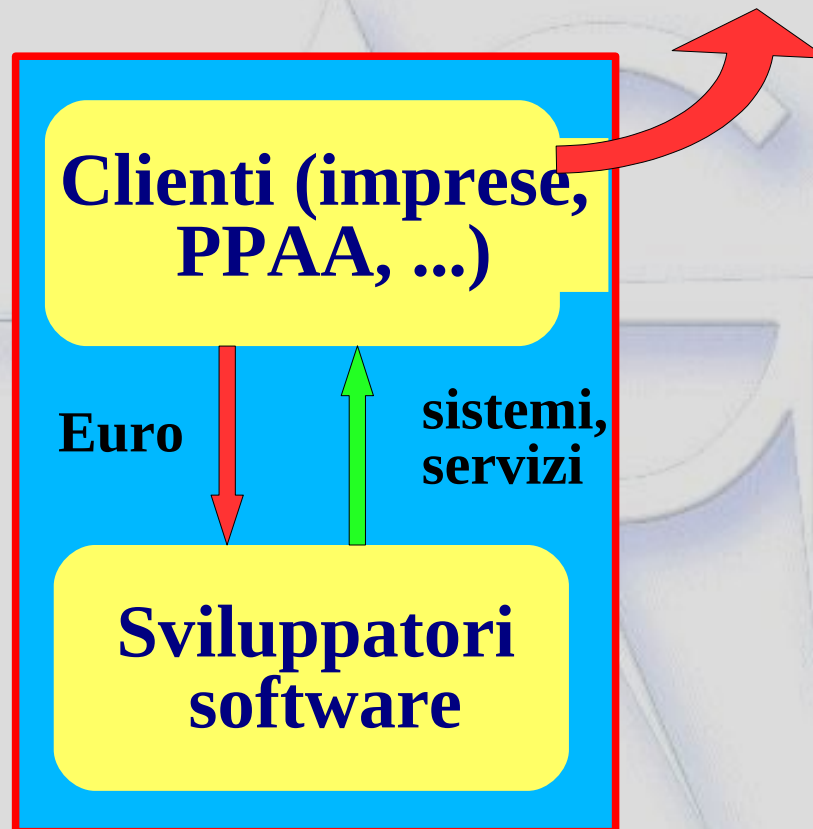 Clienti (imprese,
PPAA, ...)
Euro
sistemi,
servizi
Sviluppatori
software